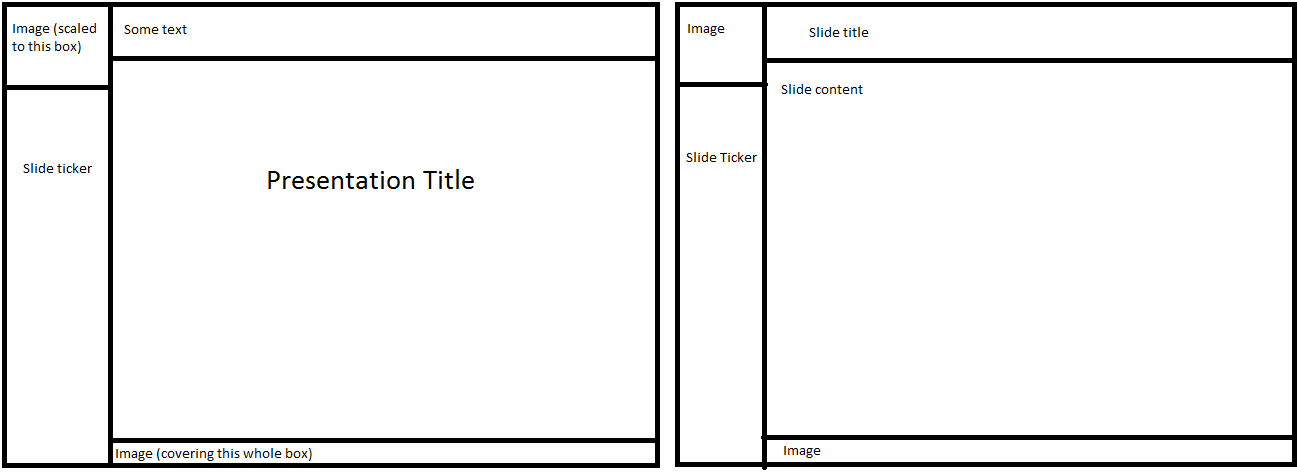 Image (scaled
to this box)
Some text
Slide ticker
Presentation Title
Image (covering this whole box)
Image
Slide title
Slide content
Slide Ticker
Image